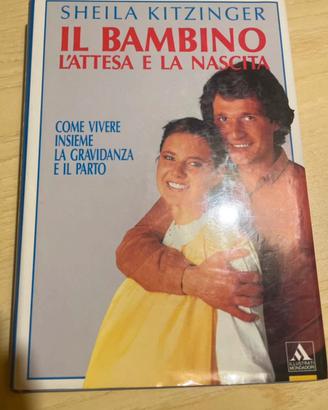 SHEILA KITZINGER
IL BAMBINO
L'ATTESA E LA NASCITA
COME VIVERE
INSIEME
LA GRAVIDANZA
E IL PARTO
ILLUSTRATI
MONDADORI